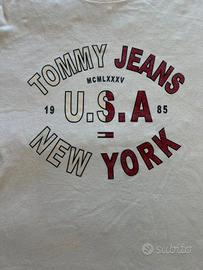 TOMMY JEANS
MCMLXXXV
U.S.A
19 85
NEW YORK
subito